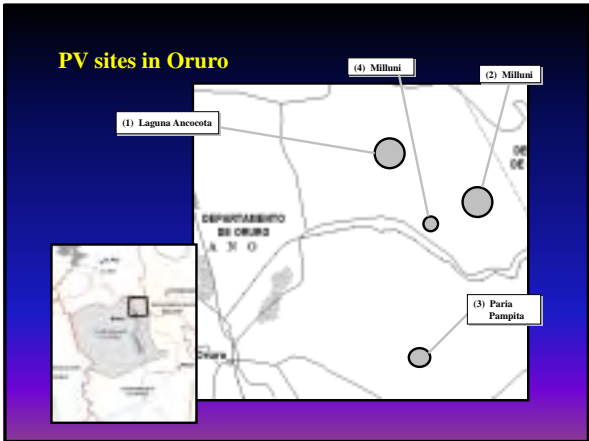 PV sites in Oruro
(4) Milluni
(2) Milluni
(1) Laguna Ancocota
DE
DE
DEPARTAMENTO
DE ORURO
A N O
(3) Paria
Pampita
Oruro